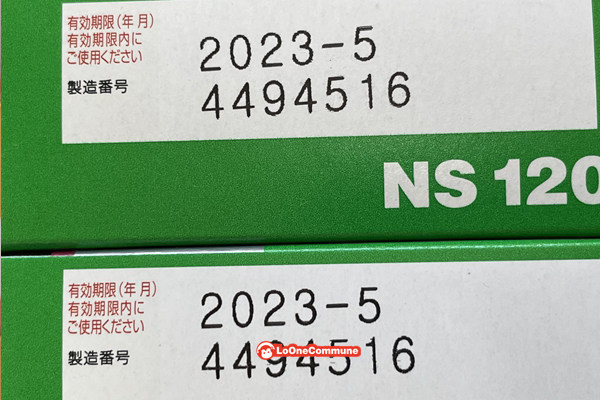 有効期限(年月)
有効期限内に
ご使用ください
2023-5
製造番号
4494516
NS 120
有効期限(年月)
有効期限内に
ご使用ください
2023-5
製造番号
4494516
LoOneCommune